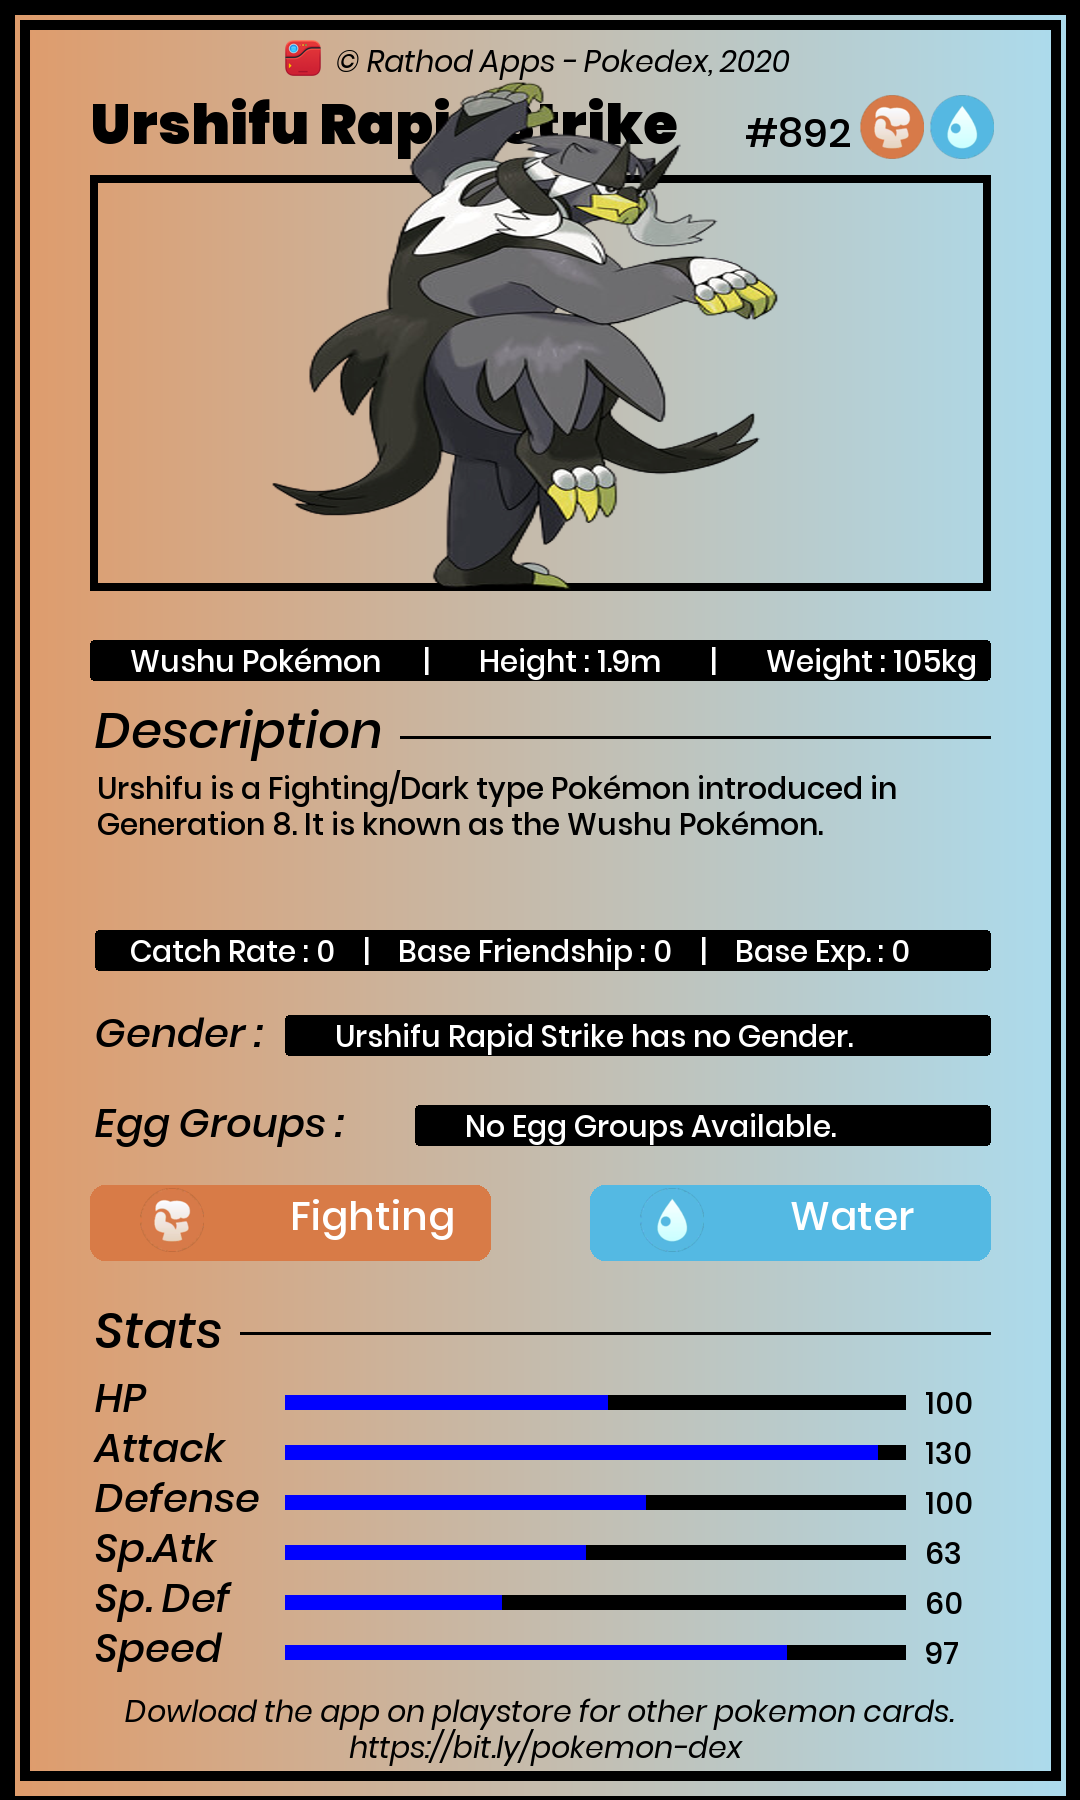 © Rathod Apps - Pokedex, 2020
Urshifu Rapid Strike #892
Wushu Pokémon | Height : 1.9m | Weight : 105kg
Description
Urshifu is a Fighting/Dark type Pokémon introduced in
Generation 8. It is known as the Wushu Pokémon.
Catch Rate : 0 | Base Friendship : 0 | Base Exp. : 0
Gender : Urshifu Rapid Strike has no Gender.
Egg Groups : No Egg Groups Available.
Fighting Water
Stats
HP 100
Attack 130
Defense 100
Sp.Atk 63
Sp. Def 60
Speed 97
Dowload the app on playstore for other pokemon cards.
https://bit.ly/pokemon-dex